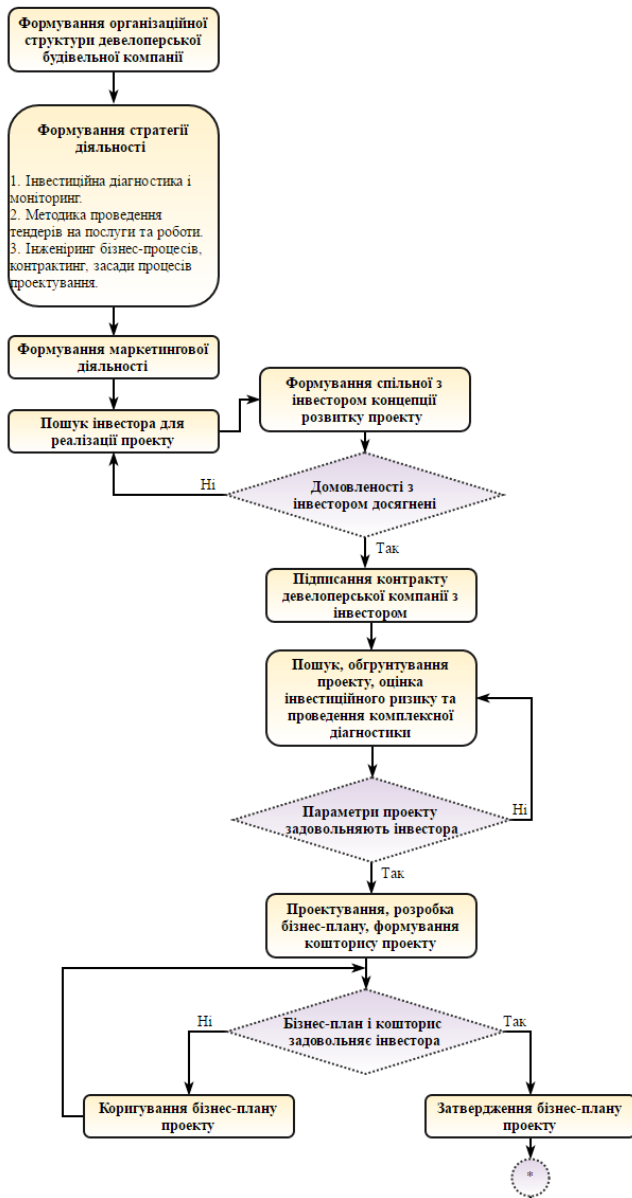 Формування організаційної
структури девелоперської
будівельної компанії
Формування стратегії
діяльності
1. Інвестиційна діагностика і
моніторинг.
2. Методика проведення
тендерів на послуги та роботи.
3. Інженіринг бізнес-процесів,
контрактинг, засади процесів
проектування.
Формування маркетингової
діяльності
Пошук інвестора для
реалізації проекту
Формування спільної з
інвестором концепції
розвитку проекту
Ні
Домовленості з
інвестором досягнені
Так
Підписання контракту
девелоперської компанії з
інвестором
Пошук, обгрунтування
проекту, оцінка
інвестиційного ризику та
проведення комплексної
діагностики
Параметри проекту
задовольняють інвестора
Ні
Так
Проектування, розробка
бізнес-плану, формування
кошторису проекту
Ні
Бізнес-план і кошторис
задовольняє інвестора
Так
Коригування бізнес-плану
проекту
Затвердження бізнес-плану
проекту
*